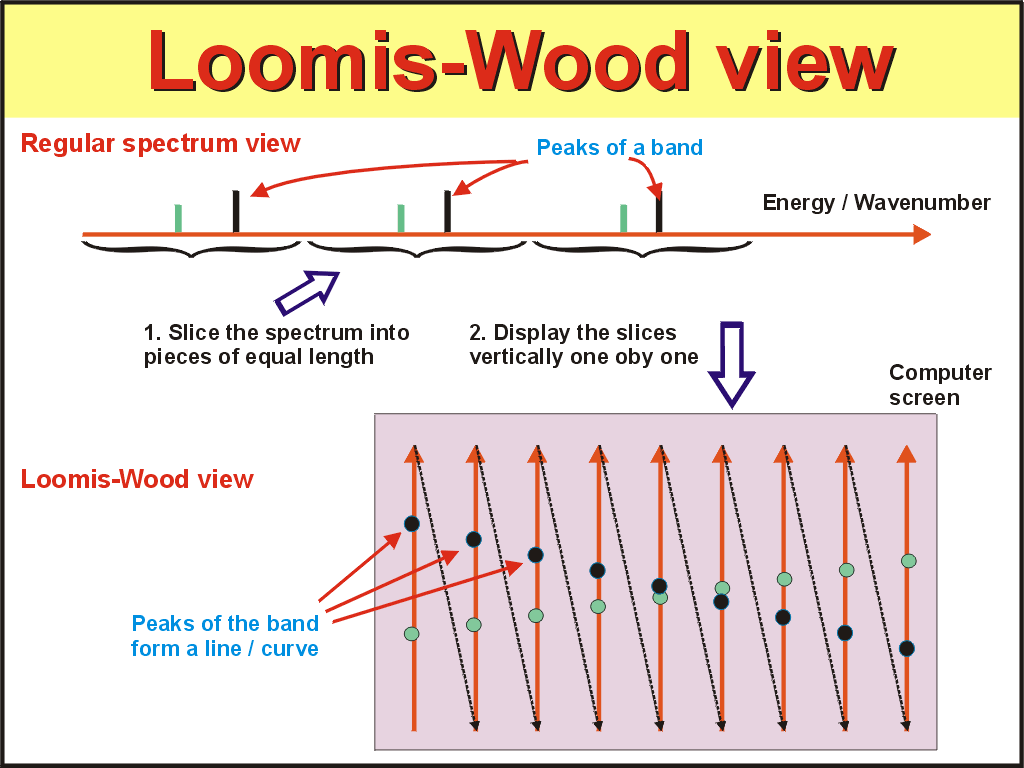 Loomis-Wood view
Regular spectrum view
Peaks of a band
Energy / Wavenumber
1. Slice the spectrum into
pieces of equal length
2. Display the slices
vertically one oby one
Computer
screen
Loomis-Wood view
Peaks of the band
form a line / curve